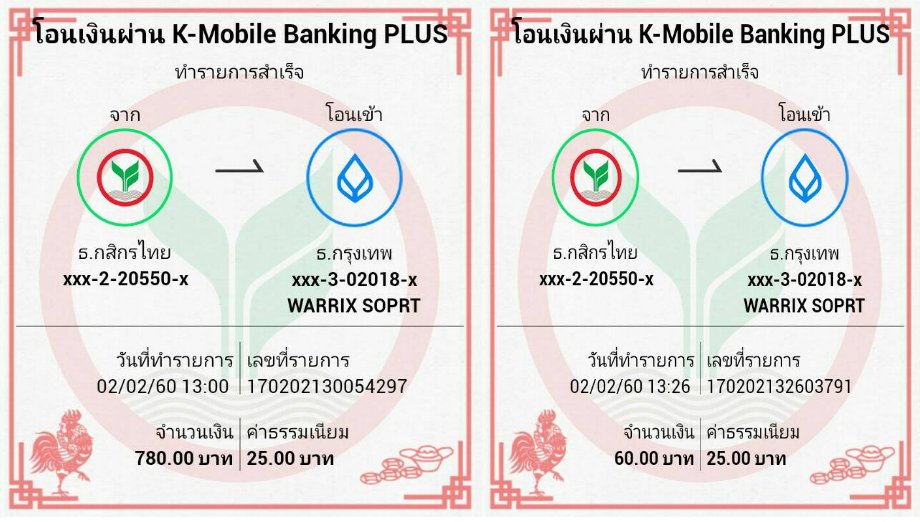 โอนเงินผ่าน K-Mobile Banking PLUS
ทำรายการสำเร็จ
จาก
โอนเข้า
ธ.กสิกรไทย
xxx-2-20550-x
ธ.กรุงเทพ
xxx-3-02018-x
WARRIX SOPRT
วันที่ทำรายการ
02/02/60 13:00
เลขที่รายการ
170202130054297
จำนวนเงิน
780.00 บาท
ค่าธรรมเนียม
25.00 บาท
โอนเงินผ่าน K-Mobile Banking PLUS
ทำรายการสำเร็จ
จาก
โอนเข้า
ธ.กสิกรไทย
xxx-2-20550-x
ธ.กรุงเทพ
xxx-3-02018-x
WARRIX SOPRT
วันที่ทำรายการ
02/02/60 13:26
เลขที่รายการ
170202132603791
จำนวนเงิน
60.00 บาท
ค่าธรรมเนียม
25.00 บาท